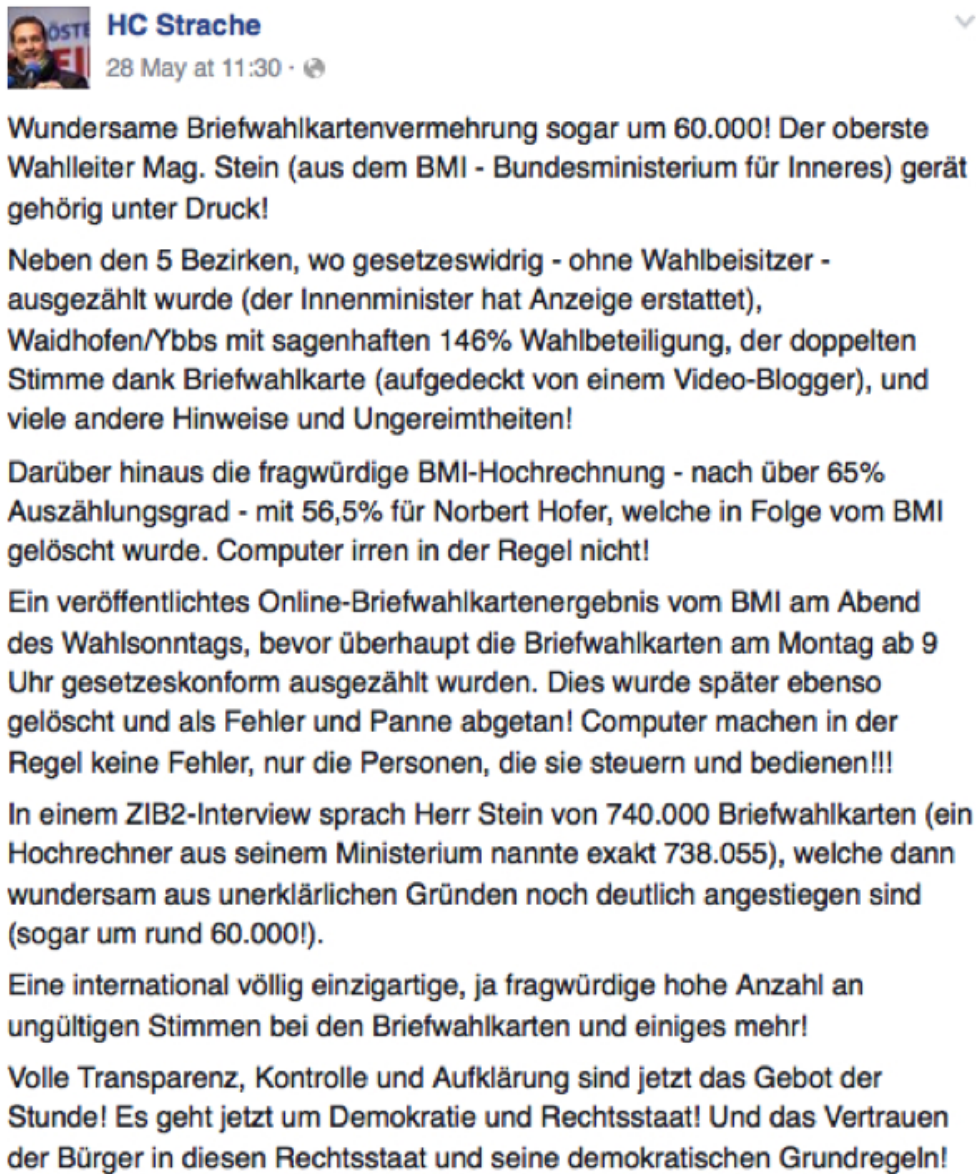 HC Strache
28 May at 11:30 ·
Wundersame Briefwahlkartenvermehrung sogar um 60.000! Der oberste
Wahlleiter Mag. Stein (aus dem BMI - Bundesministerium für Inneres) gerät
gehörig unter Druck!
Neben den 5 Bezirken, wo gesetzeswidrig - ohne Wahlbeisitzer -
ausgezählt wurde (der Innenminister hat Anzeige erstattet),
Waidhofen/Ybbs mit sagenhaften 146% Wahlbeteiligung, der doppelten
Stimme dank Briefwahlkarte (aufgedeckt von einem Video-Blogger), und
viele andere Hinweise und Ungereimtheiten!
Darüber hinaus die fragwürdige BMI-Hochrechnung - nach über 65%
Auszählungsgrad - mit 56,5% für Norbert Hofer, welche in Folge vom BMI
gelöscht wurde. Computer irren in der Regel nicht!
Ein veröffentlichtes Online-Briefwahlkartenergebnis vom BMI am Abend
des Wahlsonntags, bevor überhaupt die Briefwahlkarten am Montag ab 9
Uhr gesetzeskonform ausgezählt wurden. Dies wurde später ebenso
gelöscht und als Fehler und Panne abgetan! Computer machen in der
Regel keine Fehler, nur die Personen, die sie steuern und bedienen!!!
In einem ZIB2-Interview sprach Herr Stein von 740.000 Briefwahlkarten (ein
Hochrechner aus seinem Ministerium nannte exakt 738.055), welche dann
wundersam aus unerklärlichen Gründen noch deutlich angestiegen sind
(sogar um rund 60.000!).
Eine international völlig einzigartige, ja fragwürdige hohe Anzahl an
ungültigen Stimmen bei den Briefwahlkarten und einiges mehr!
Volle Transparenz, Kontrolle und Aufklärung sind jetzt das Gebot der
Stunde! Es geht jetzt um Demokratie und Rechtsstaat! Und das Vertrauen
der Bürger in diesen Rechtsstaat und seine demokratischen Grundregeln!